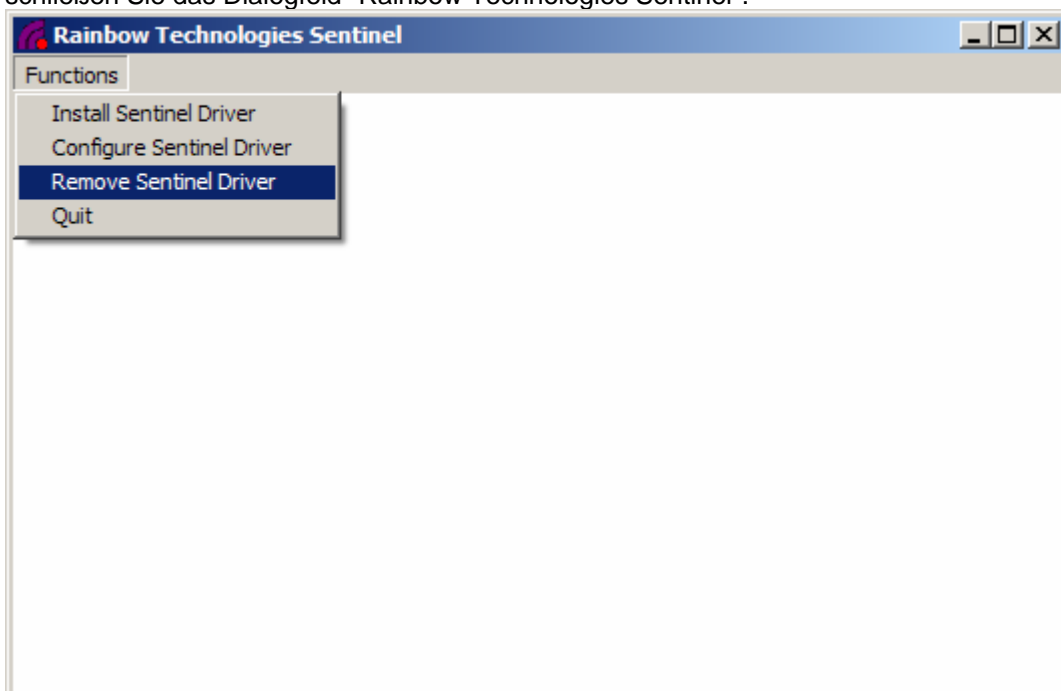 schließen Sie das Dialogfeld "Rainbow Technologies Sentinel".
Rainbow Technologies Sentinel
Functions
Install Sentinel Driver
Configure Sentinel Driver
Remove Sentinel Driver
Quit